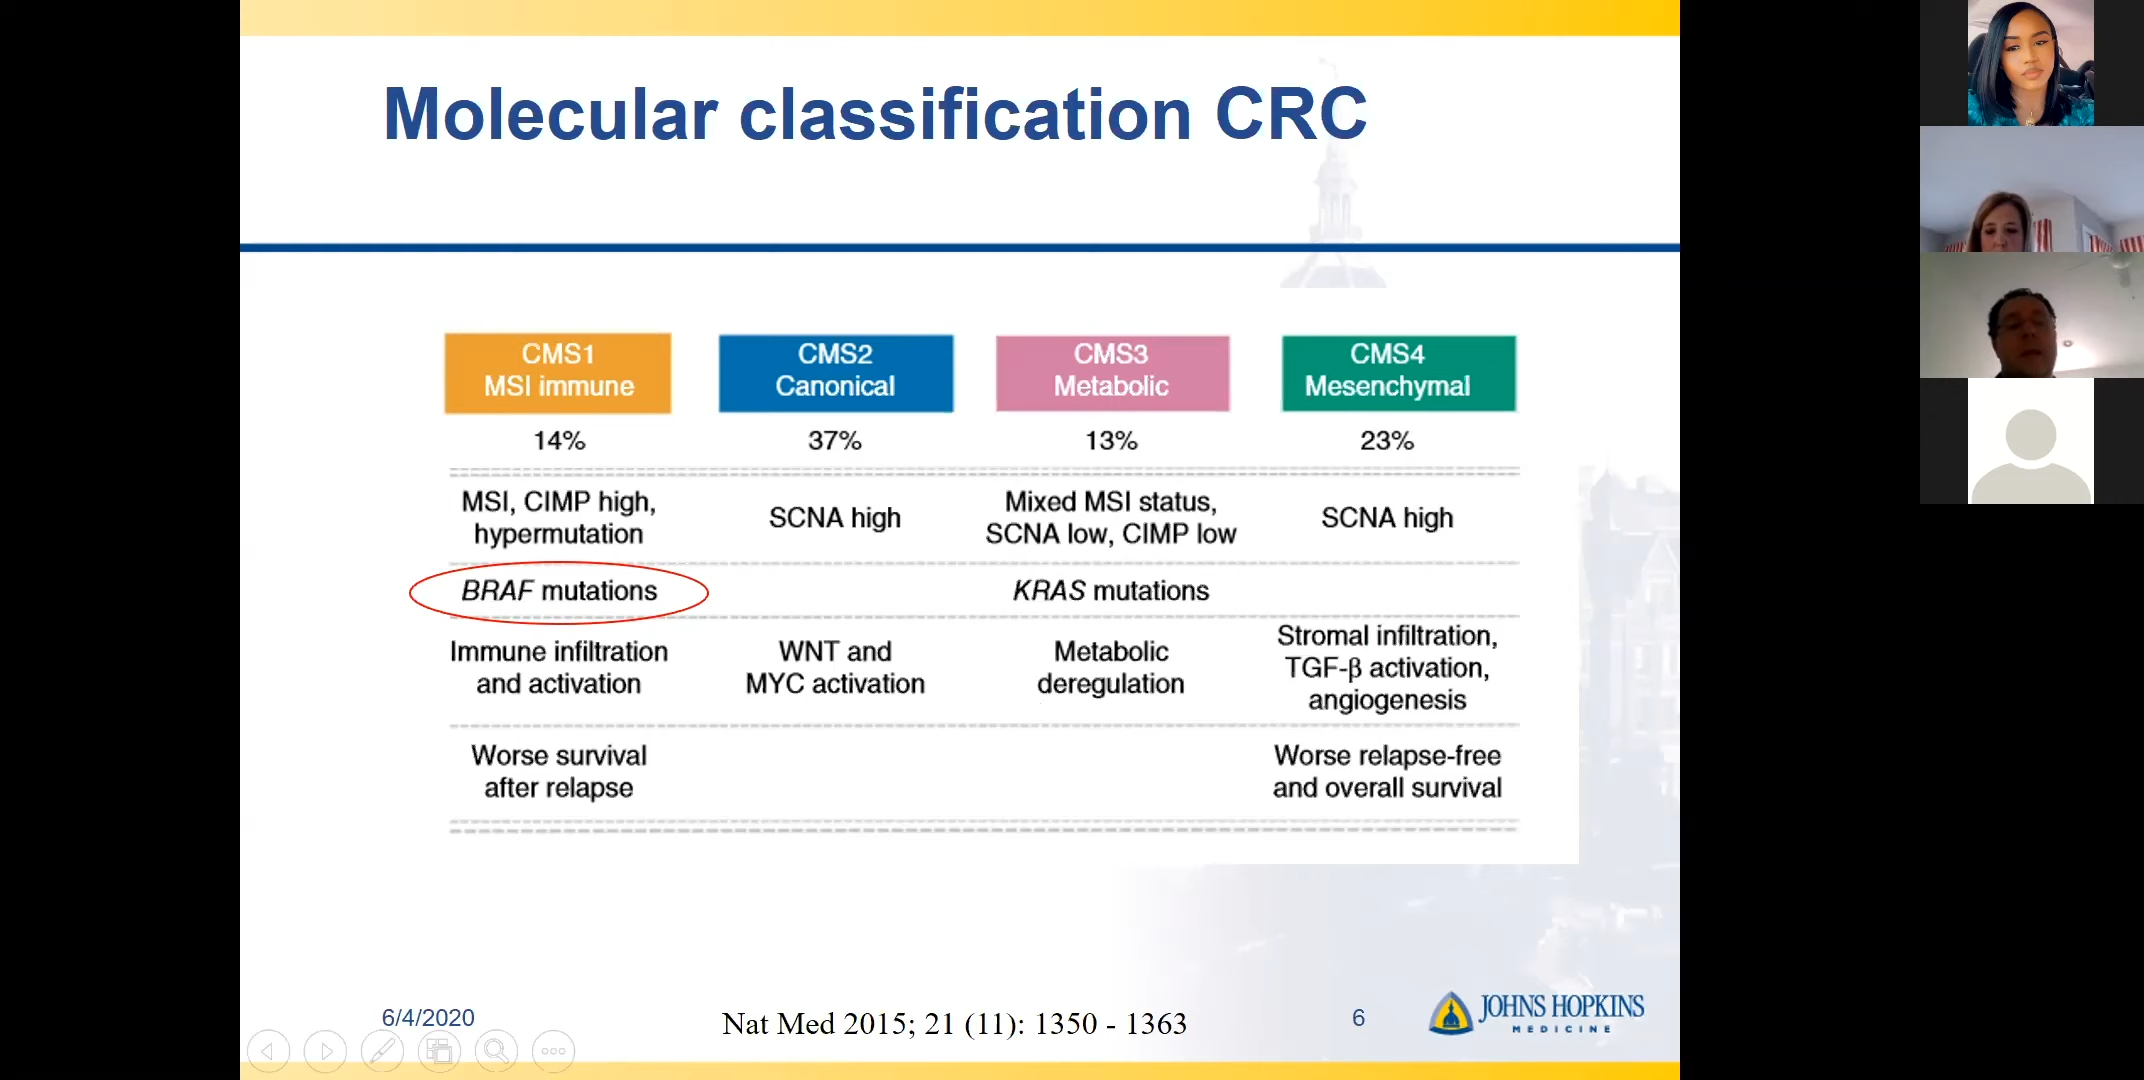 Molecular classification CRC
CMS1
MSI immune
CMS2
Canonical
CMS3
Metabolic
CMS4
Mesenchymal
14%
37%
13%
23%
MSI, CIMP high,
hypermutation
SCNA high
Mixed MSI status,
SCNA low, CIMP low
SCNA high
BRAF mutations
KRAS mutations
Immune infiltration
and activation
WNT and
MYC activation
Metabolic
deregulation
Stromal infiltration,
TGF-β activation,
angiogenesis
Worse survival
after relapse
Worse relapse-free
and overall survival
6/4/2020
Nat Med 2015; 21 (11): 1350 - 1363
6
JOHNS HOPKINS
MEDICINE